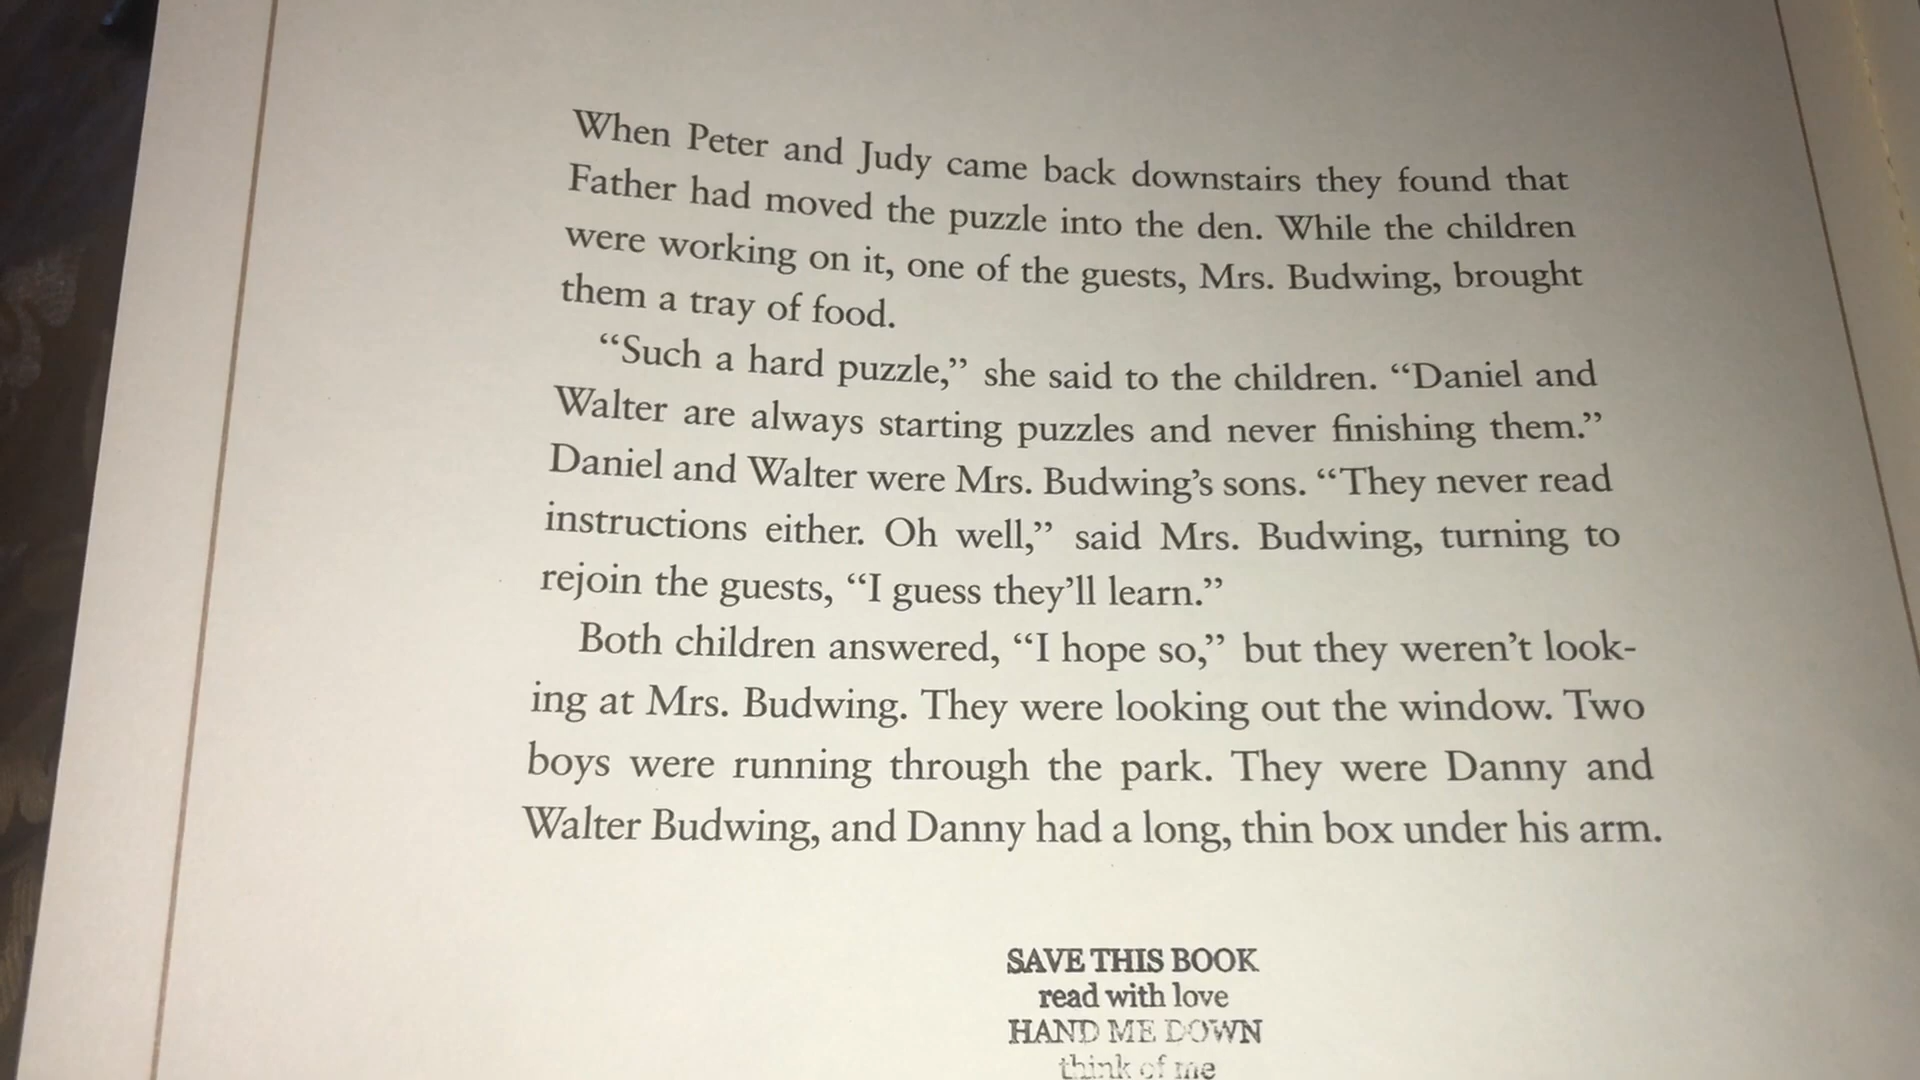 When Peter and Judy came back downstairs they found that
Father had moved the puzzle into the den. While the children
were working on it, one of the guests, Mrs. Budwing, brought
them a tray of food.
“Such a hard puzzle,” she said to the children. “Daniel and
Walter are always starting puzzles and never finishing them.”
Daniel and Walter were Mrs. Budwing’s sons. “They never read
instructions either. Oh well,” said Mrs. Budwing, turning to
rejoin the guests, “I guess they’ll learn.”
Both children answered, “I hope so,” but they weren’t look-
ing at Mrs. Budwing. They were looking out the window. Two
boys were running through the park. They were Danny and
Walter Budwing, and Danny had a long, thin box under his arm.
SAVE THIS BOOK
read with love
HAND ME DOWN
think of me